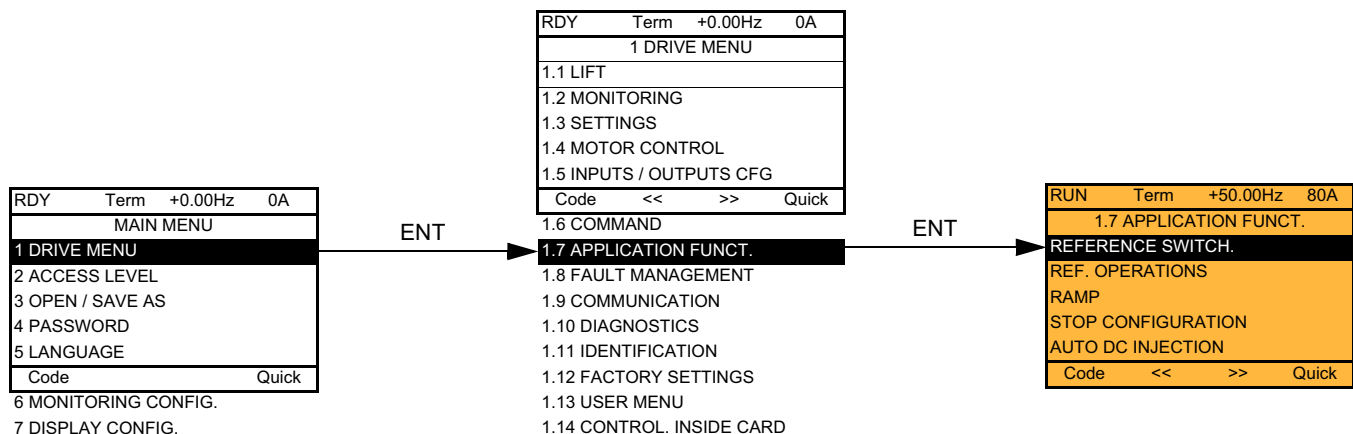 RDY Term +0.00Hz 0A
MAIN MENU
1 DRIVE MENU
2 ACCESS LEVEL
3 OPEN / SAVE AS
4 PASSWORD
5 LANGUAGE
Code Quick
6 MONITORING CONFIG.
7 DISPLAY CONFIG.
ENT
RDY Term +0.00Hz 0A
1 DRIVE MENU
1.1 LIFT
1.2 MONITORING
1.3 SETTINGS
1.4 MOTOR CONTROL
1.5 INPUTS / OUTPUTS CFG
Code << >> Quick
1.6 COMMAND
1.7 APPLICATION FUNCT.
1.8 FAULT MANAGEMENT
1.9 COMMUNICATION
1.10 DIAGNOSTICS
1.11 IDENTIFICATION
1.12 FACTORY SETTINGS
1.13 USER MENU
1.14 CONTROL. INSIDE CARD
ENT
RUN Term +50.00Hz 80A
1.7 APPLICATION FUNCT.
REFERENCE SWITCH.
REF. OPERATIONS
RAMP
STOP CONFIGURATION
AUTO DC INJECTION
Code << >> Quick